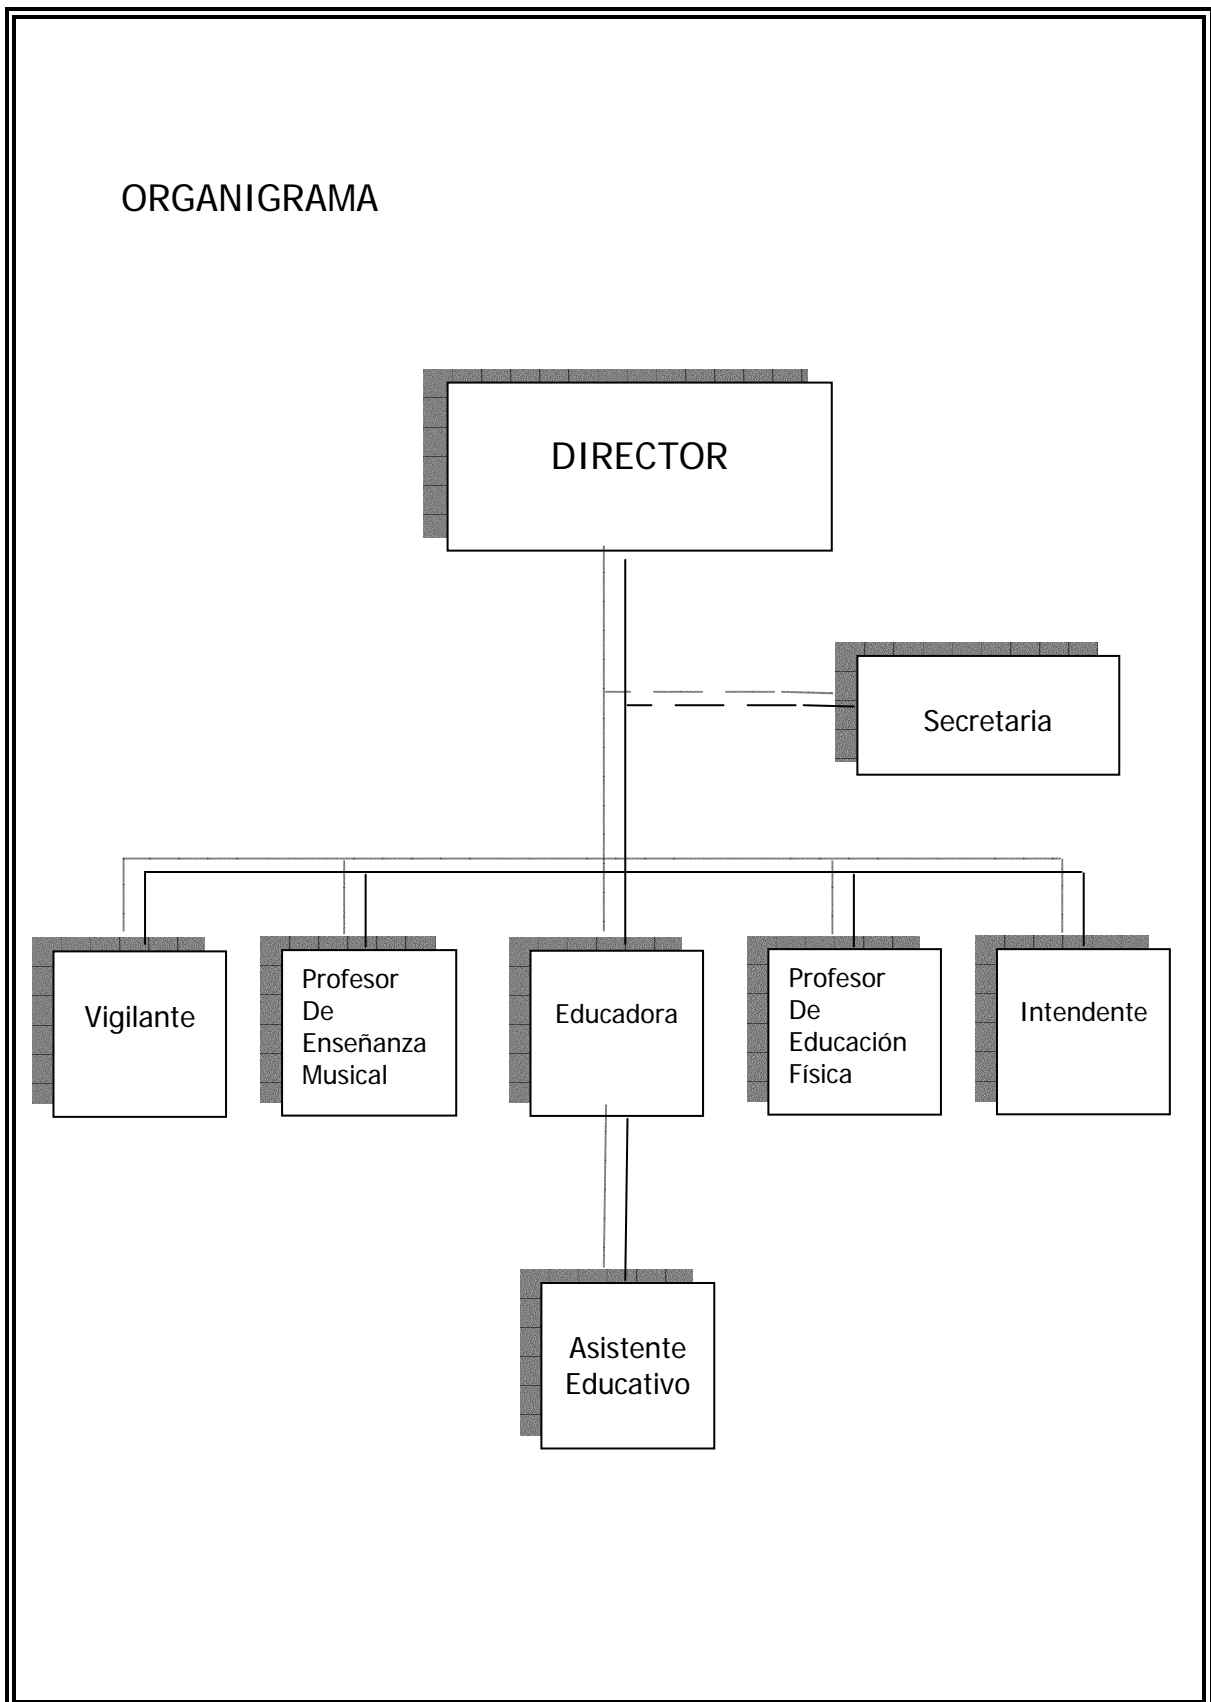 ORGANIGRAMA
DIRECTOR
Secretaria
Vigilante
Profesor
De
Enseñanza
Musical
Educadora
Profesor
De
Educación
Física
Intendente
Asistente
Educativo